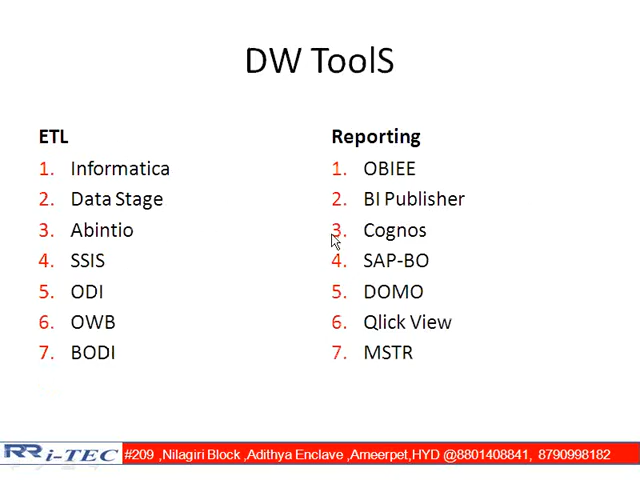 DW ToolS
ETL
1. Informatica
2. Data Stage
3. Abintio
4. SSIS
5. ODI
6. OWB
7. BODI
Reporting
1. OBIEE
2. BI Publisher
3. Cognos
4. SAP-BO
5. DOMO
6. Qlick View
7. MSTR
RR i-TEC #209 ,Nilagiri Block ,Adithya Enclave ,Ameerpet,HYD @8801408841, 8790998182